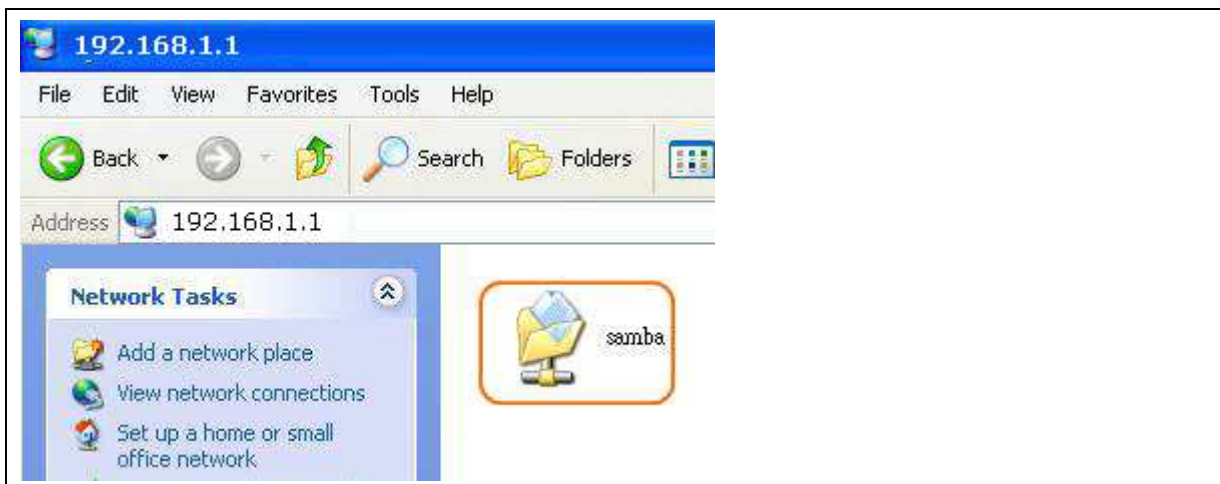 192.168.1.1
File Edit View Favorites Tools Help
Back Search Folders
Address 192.168.1.1
Network Tasks
samba
Add a network place
View network connections
Set up a home or small
office network